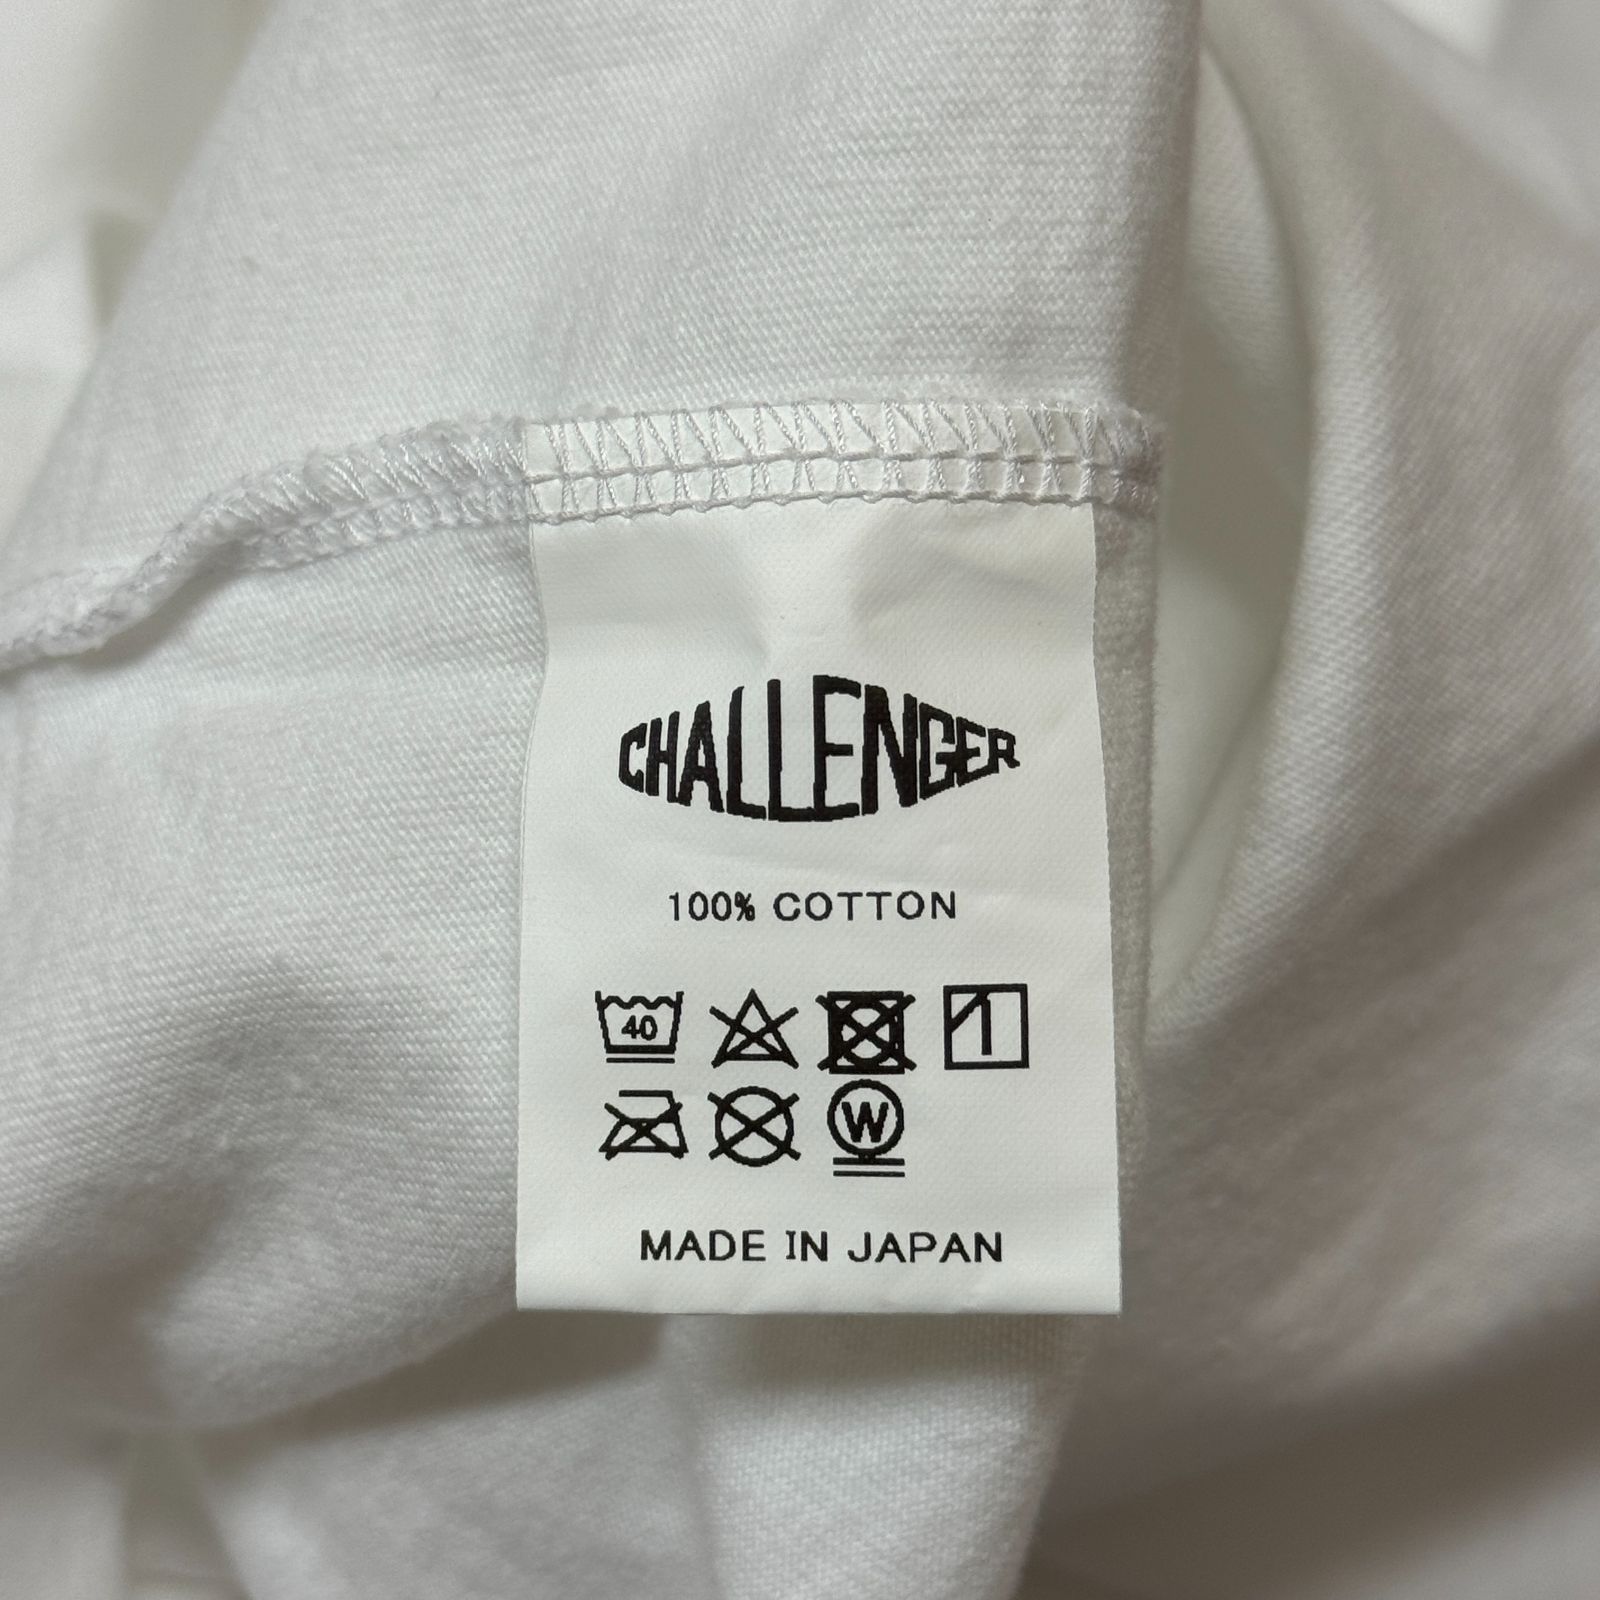 CHALLENGER
100% COTTON
40
W
MADE IN JAPAN